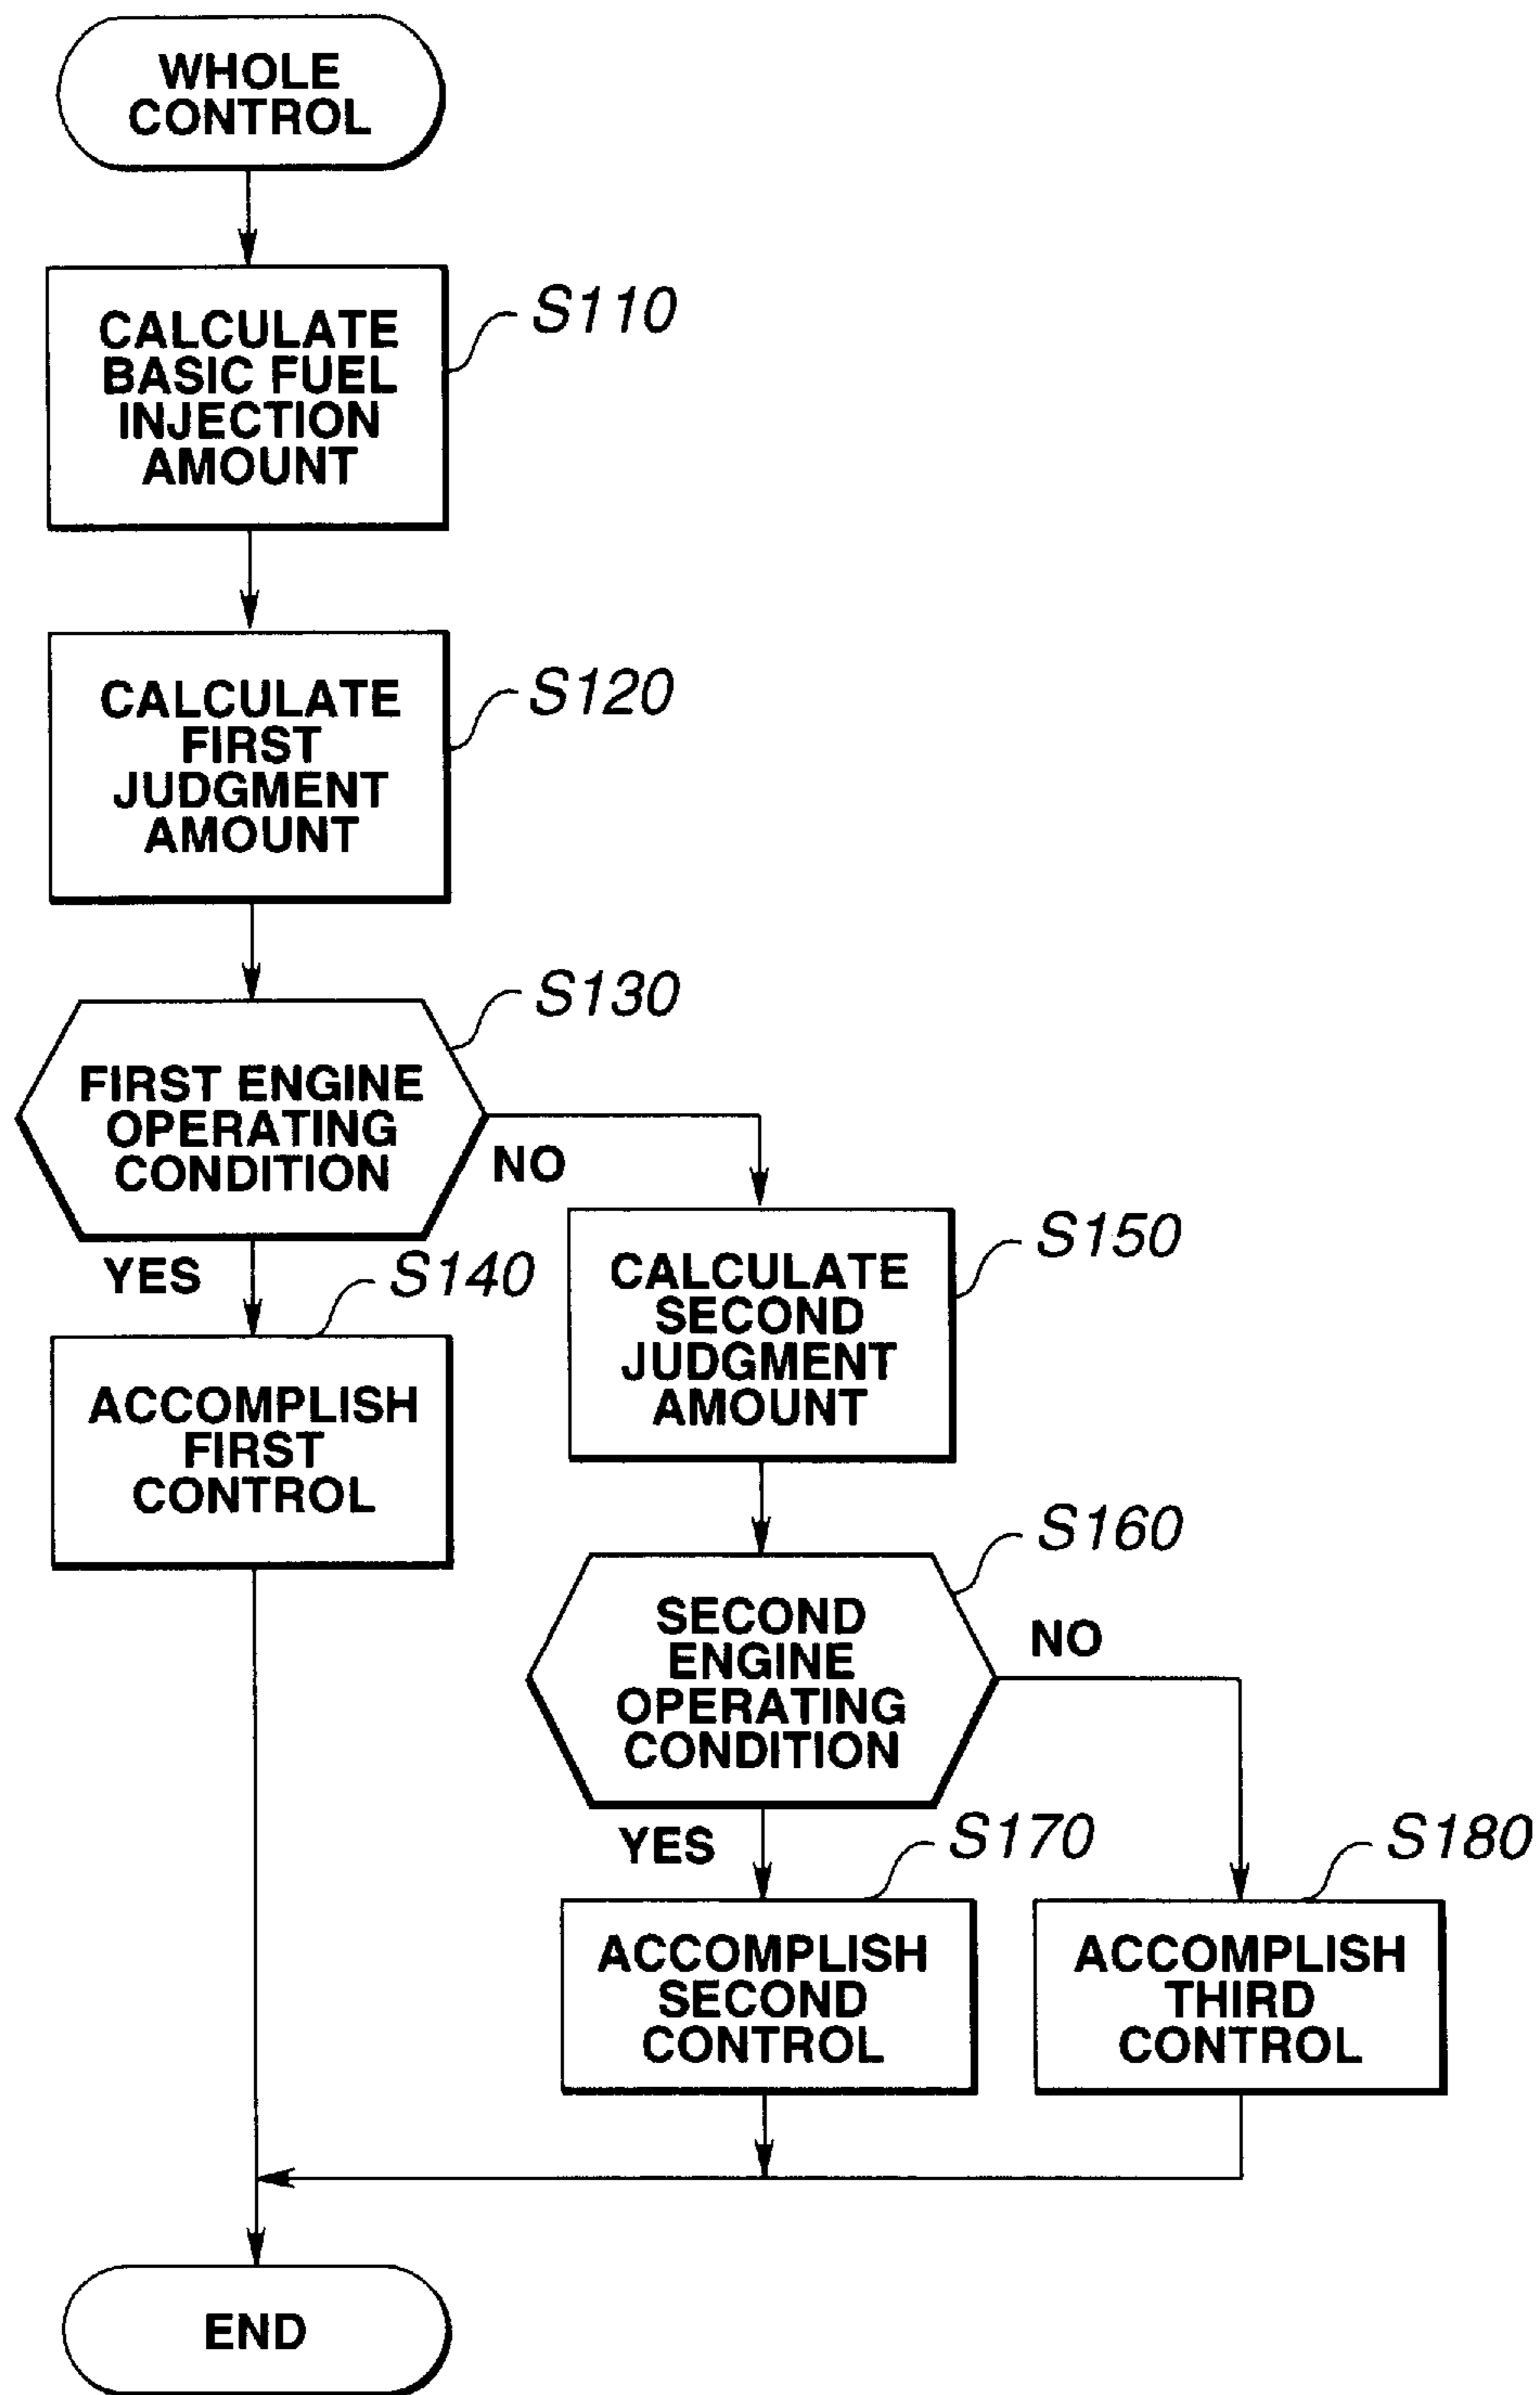 WHOLE
CONTROL
CALCULATE
BASIC FUEL
INJECTION
AMOUNT
S110
CALCULATE
FIRST
JUDGMENT
AMOUNT
S120
FIRST ENGINE
OPERATING
CONDITION
S130
NO
YES
ACCOMPLISH
FIRST
CONTROL
S140
CALCULATE
SECOND
JUDGMENT
AMOUNT
S150
SECOND
ENGINE
OPERATING
CONDITION
S160
NO
YES
ACCOMPLISH
SECOND
CONTROL
S170
ACCOMPLISH
THIRD
CONTROL
S180
END